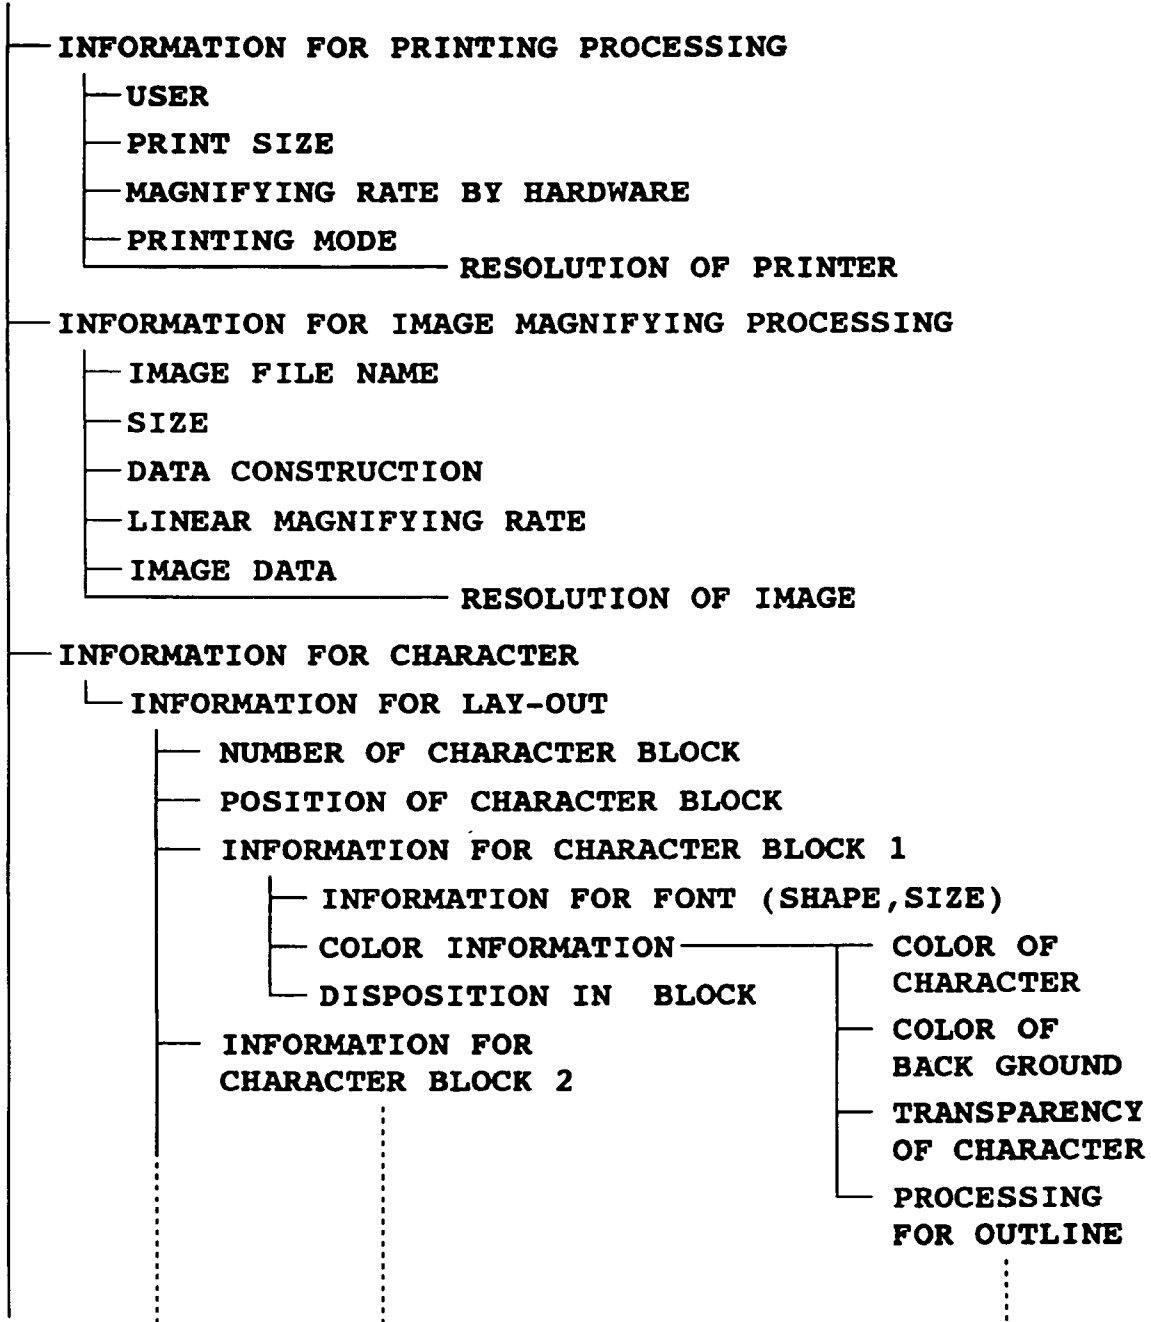 INFORMATION FOR PRINTING PROCESSING
USER
PRINT SIZE
MAGNIFYING RATE BY HARDWARE
PRINTING MODE
RESOLUTION OF PRINTER
INFORMATION FOR IMAGE MAGNIFYING PROCESSING
IMAGE FILE NAME
SIZE
DATA CONSTRUCTION
LINEAR MAGNIFYING RATE
IMAGE DATA
RESOLUTION OF IMAGE
INFORMATION FOR CHARACTER
INFORMATION FOR LAY-OUT
NUMBER OF CHARACTER BLOCK
POSITION OF CHARACTER BLOCK
INFORMATION FOR CHARACTER BLOCK 1
INFORMATION FOR FONT (SHAPE,SIZE)
COLOR INFORMATION
COLOR OF
CHARACTER
COLOR OF
BACK GROUND
TRANSPARENCY
OF CHARACTER
PROCESSING
FOR OUTLINE
DISPOSITION IN BLOCK
INFORMATION FOR
CHARACTER BLOCK 2